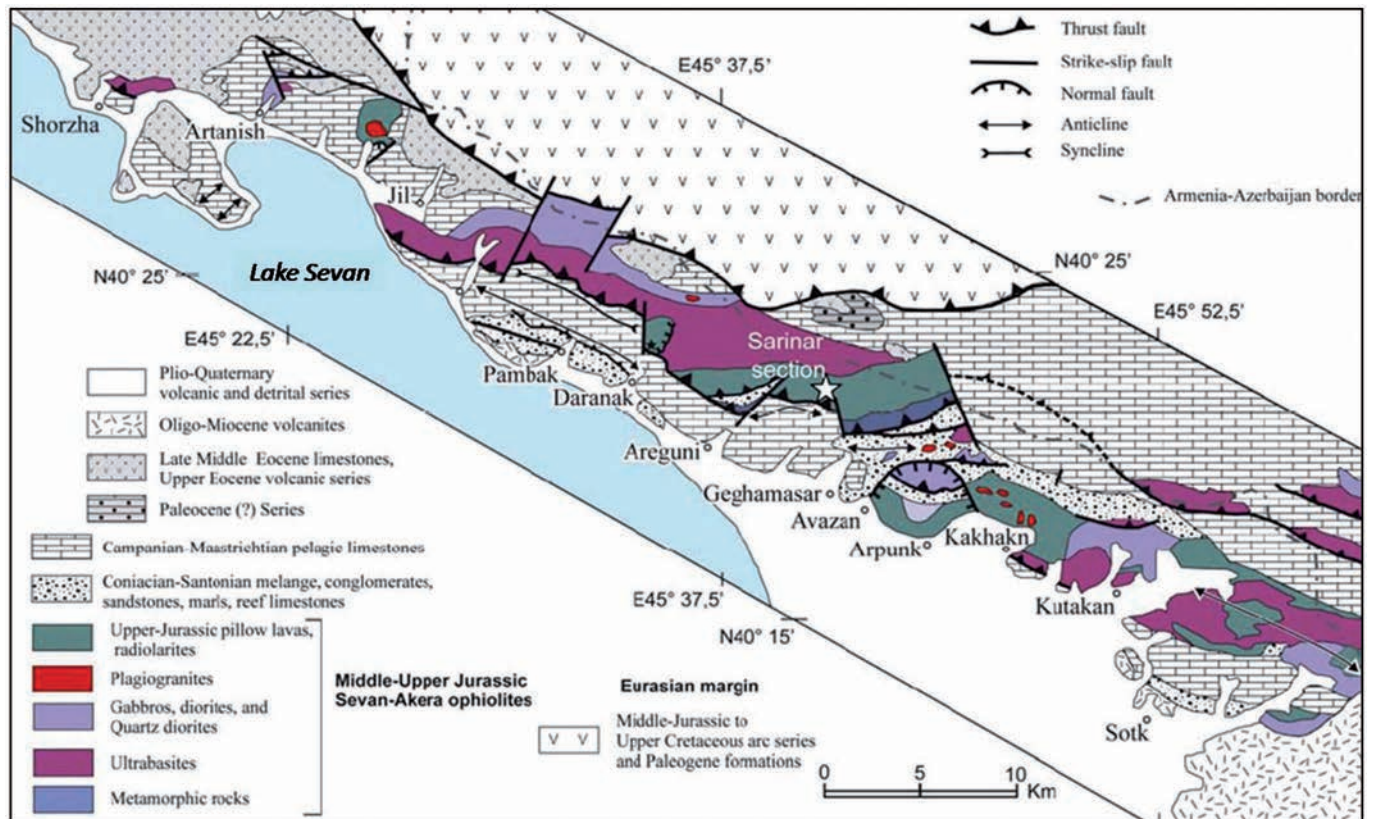 Thrust fault
Strike-slip fault
Normal fault
Anticline
Syncline
Armenia-Azerbaijan border
E45° 37,5'
N40° 25'
E45° 52,5'
Shorzha
Artanish
Jil
Lake Sevan
N40° 25'
E45° 22,5'
Sarinar
section
Pambak
Daranak
Areguni
Geghamasar
Avazan
Arpunk
Kakhakn
Kutakan
Sotk
E45° 37,5'
N40° 15'
Plio-Quaternary
volcanic and detrital series
Oligo-Miocene volcanites
Late Middle Eocene limestones,
Upper Eocene volcanic series
Paleocene (?) Series
Campanian-Maastrichtian pelagic limestones
Coniacian-Santonian melange, conglomerates,
sandstones, marls, reef limestones
Upper-Jurassic pillow lavas,
radiolarites
Plagiogranites
Gabbros, diorites, and
Quartz diorites
Ultrabasites
Metamorphic rocks
Middle-Upper Jurassic
Sevan-Akera ophiolites
Eurasian margin
V V
V
Middle-Jurassic to
Upper Cretaceous arc series
and Paleogene formations
0 5 10
Km